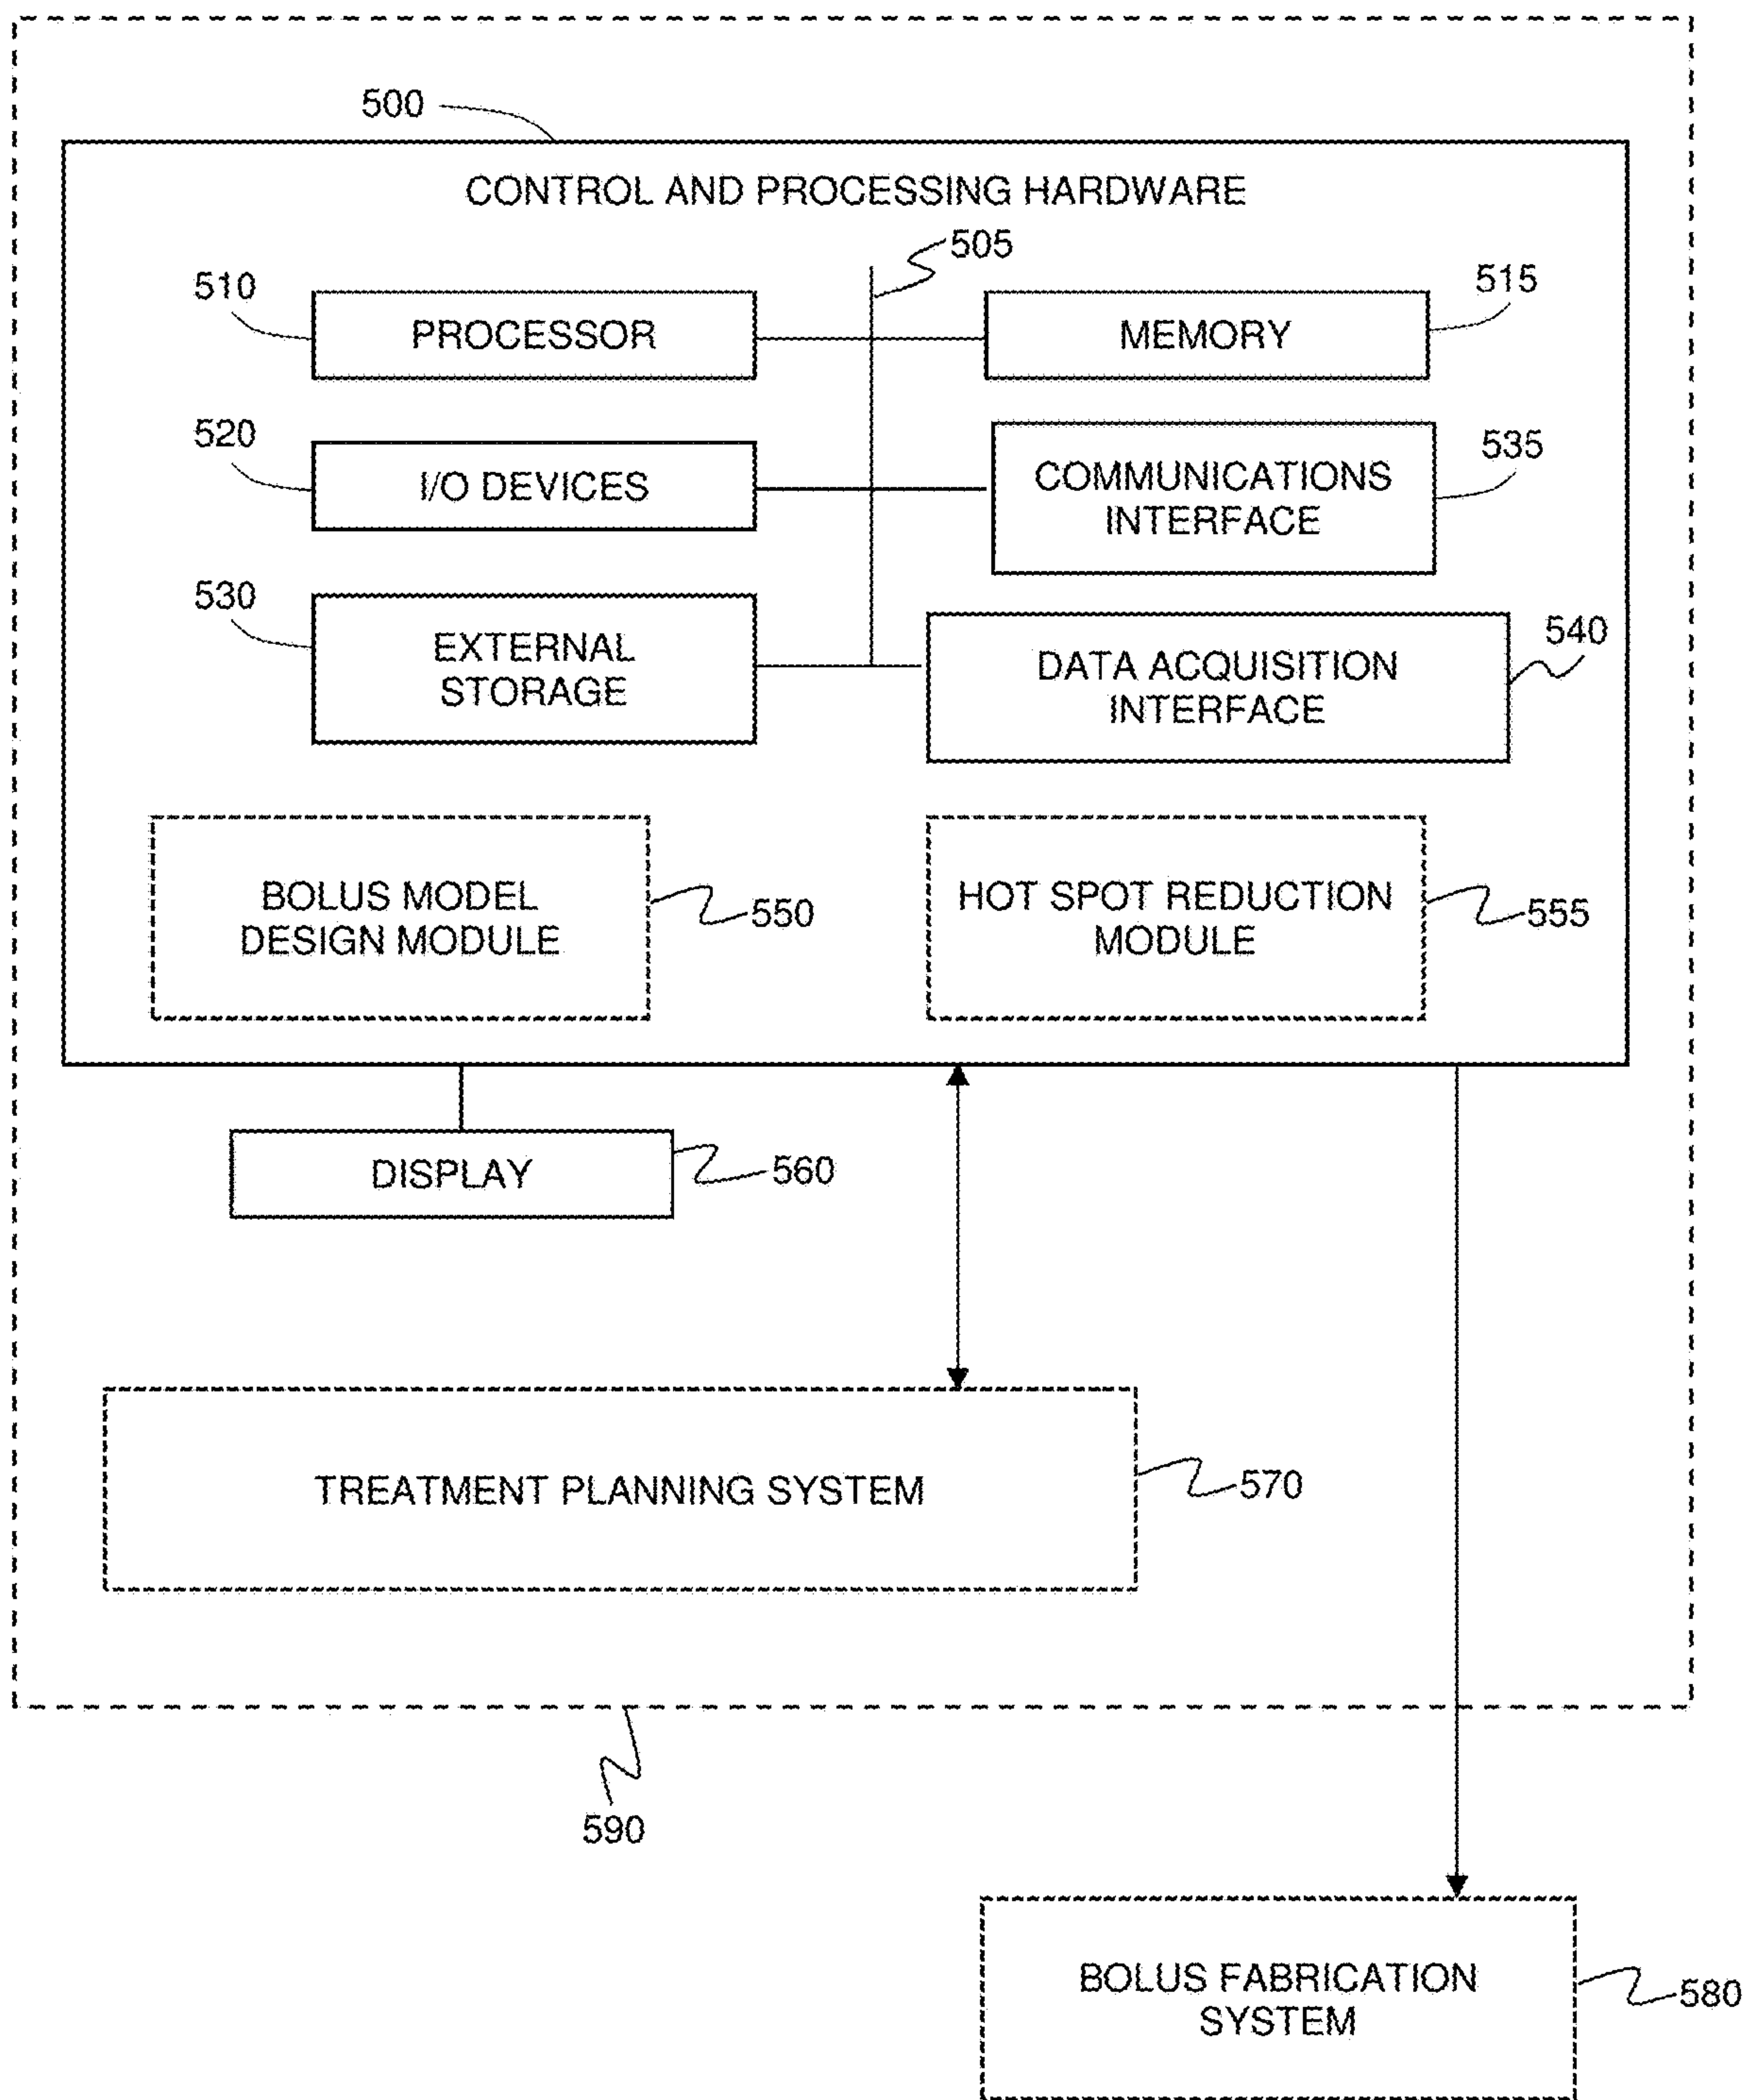 500
CONTROL AND PROCESSING HARDWARE
505
510
PROCESSOR
MEMORY
515
520
I/O DEVICES
COMMUNICATIONS
INTERFACE
535
530
EXTERNAL
STORAGE
DATA ACQUISITION
INTERFACE
540
BOLUS MODEL
DESIGN MODULE
550
HOT SPOT REDUCTION
MODULE
555
DISPLAY
560
TREATMENT PLANNING SYSTEM
570
590
BOLUS FABRICATION
SYSTEM
580